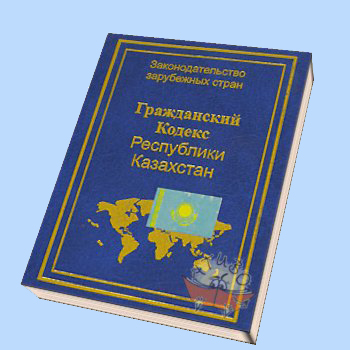 Законодательство
зарубежных стран
Гражданский
Кодекс
Республики
Казахстан